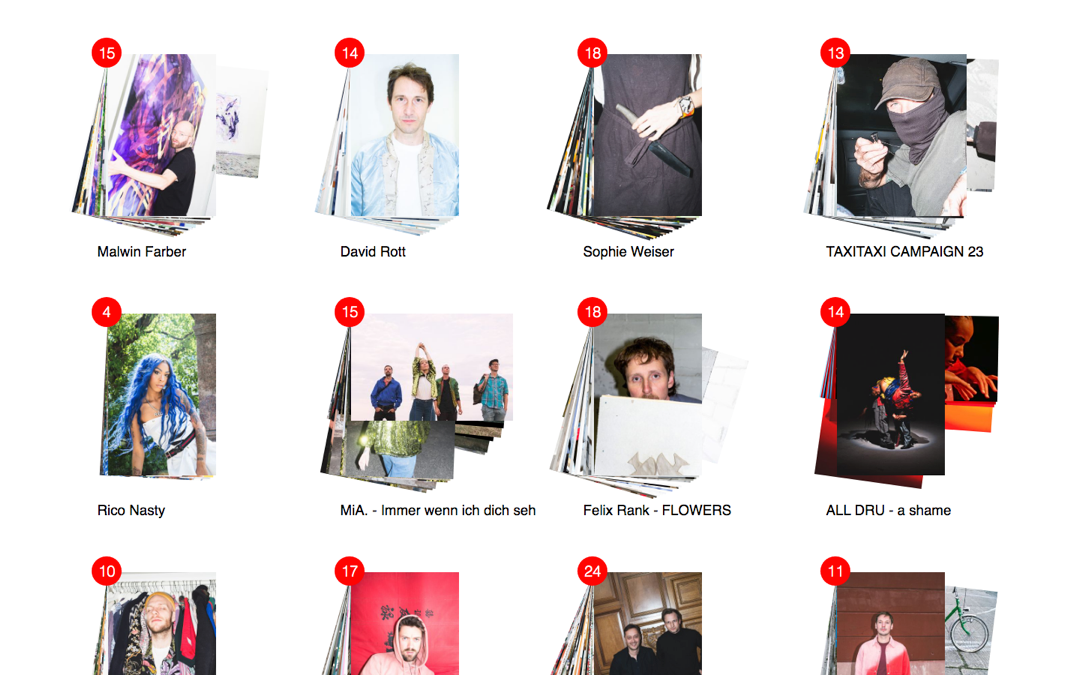 15
14
18
13
Malwin Farber
David Rott
Sophie Weiser
TAXITAXI CAMPAIGN 23
4
15
18
14
Rico Nasty
MiA. - Immer wenn ich dich seh
Felix Rank - FLOWERS
ALL DRU - a shame
10
17
24
11